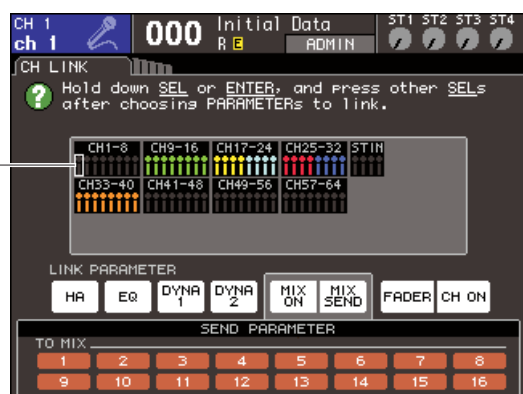 CH 1
ch 1
000
Initial Data
R E
ADMIN
ST1 ST2 ST3 ST4
CH LINK
? Hold down SEL or ENTER, and press other SELs
after choosing PARAMETERs to link.
CH1-8 CH9-16 CH17-24 CH25-32 STIN
CH33-40 CH41-48 CH49-56 CH57-64
LINK PARAMETER
HA EQ DYNA 1 DYNA 2 MIX ON MIX SEND FADER CH ON
SEND PARAMETER
TO MIX
1 2 3 4 5 6 7 8
9 10 11 12 13 14 15 16